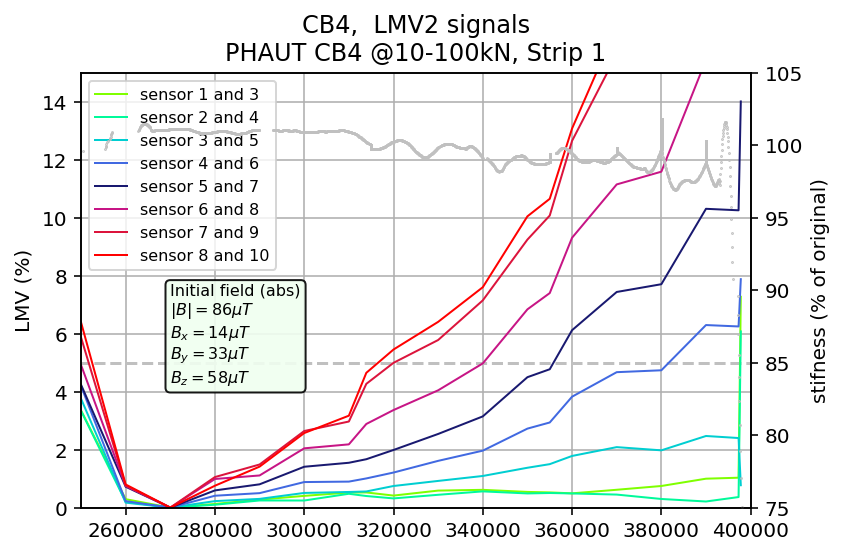 CB4,  LMV2 signals
PHAUT CB4 @10-100kN, Strip 1
LMV (%)
14
12
10
8
6
4
2
0
sensor 1 and 3
sensor 2 and 4
sensor 3 and 5
sensor 4 and 6
sensor 5 and 7
sensor 6 and 8
sensor 7 and 9
sensor 8 and 10
Initial field (abs)
|B| = 86μT
Bₓ = 14μT
B_y = 33μT
B_z = 58μT
105
100
95
90
85
80
75
stifness (% of original)
260000 280000 300000 320000 340000 360000 380000 400000